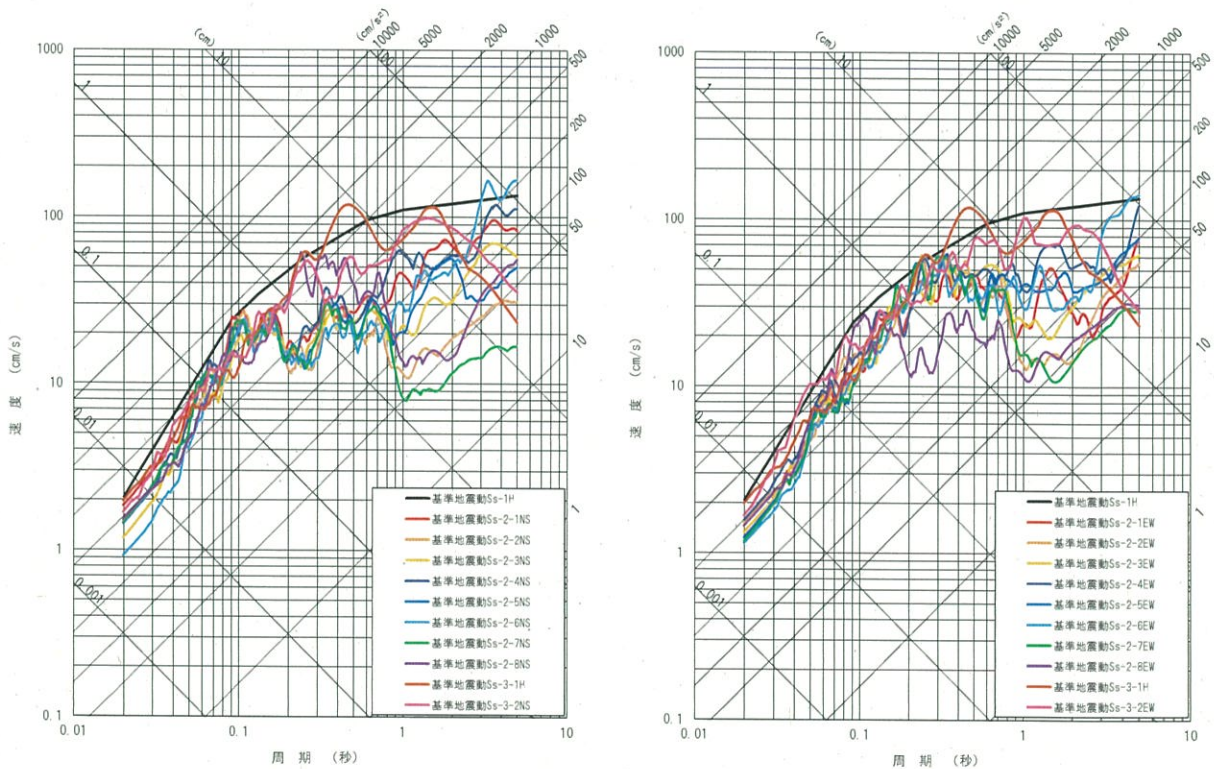 (cm)
(cm/s²)
10
100
10000
5000
2000
1000
500
200
100
50
10
1
1000
100
10
1
0.1
1
0.1
0.01
0.001
速 度 (cm/s)
0.01
0.1
1
10
周 期 (秒)
基準地震動Ss-1H
基準地震動Ss-2-1NS
基準地震動Ss-2-2NS
基準地震動Ss-2-3NS
基準地震動Ss-2-4NS
基準地震動Ss-2-5NS
基準地震動Ss-2-6NS
基準地震動Ss-2-7NS
基準地震動Ss-2-8NS
基準地震動Ss-3-1H
基準地震動Ss-3-2NS
(cm)
(cm/s²)
10
100
10000
5000
2000
1000
500
200
100
50
10
1
1000
100
10
1
0.1
1
0.1
0.01
0.001
速 度 (cm/s)
0.01
0.1
1
10
周 期 (秒)
基準地震動Ss-1H
基準地震動Ss-2-1EW
基準地震動Ss-2-2EW
基準地震動Ss-2-3EW
基準地震動Ss-2-4EW
基準地震動Ss-2-5EW
基準地震動Ss-2-6EW
基準地震動Ss-2-7EW
基準地震動Ss-2-8EW
基準地震動Ss-3-1H
基準地震動Ss-3-2EW